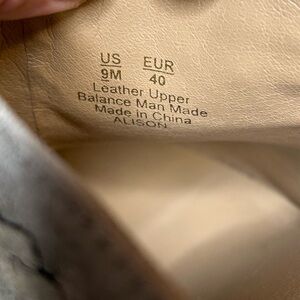 US EUR
9M 40
Leather Upper
Balance Man Made
Made in China
ALISON